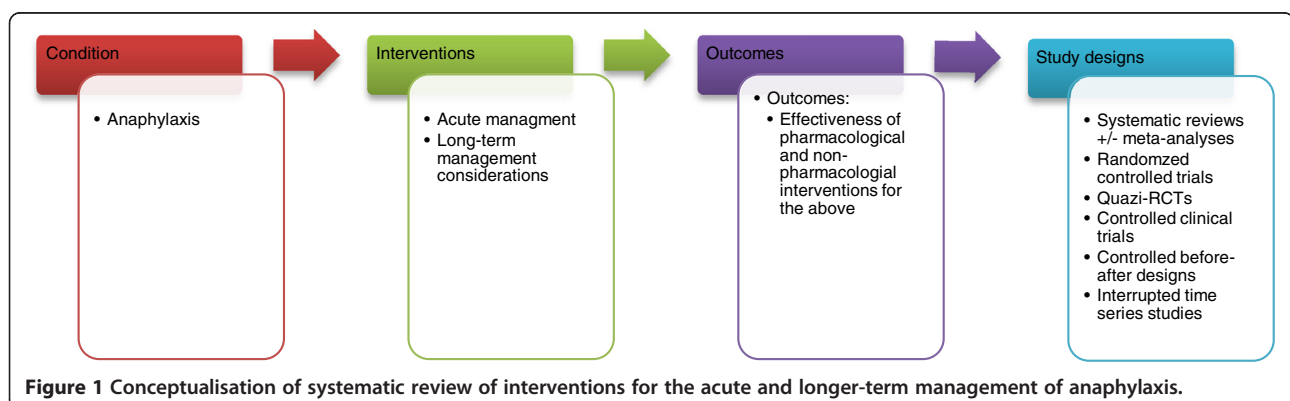 Condition
• Anaphylaxis
Interventions
• Acute managment
• Long-term
management
considerations
Outcomes
• Outcomes:
• Effectiveness of
pharmacological
and non-
pharmacologial
interventions for
the above
Study designs
• Systematic reviews
+/- meta-analyses
• Randomzed
controlled trials
• Quazi-RCTs
• Controlled clinical
trials
• Controlled before-
after designs
• Interrupted time
series studies
Figure 1 Conceptualisation of systematic review of interventions for the acute and longer-term management of anaphylaxis.